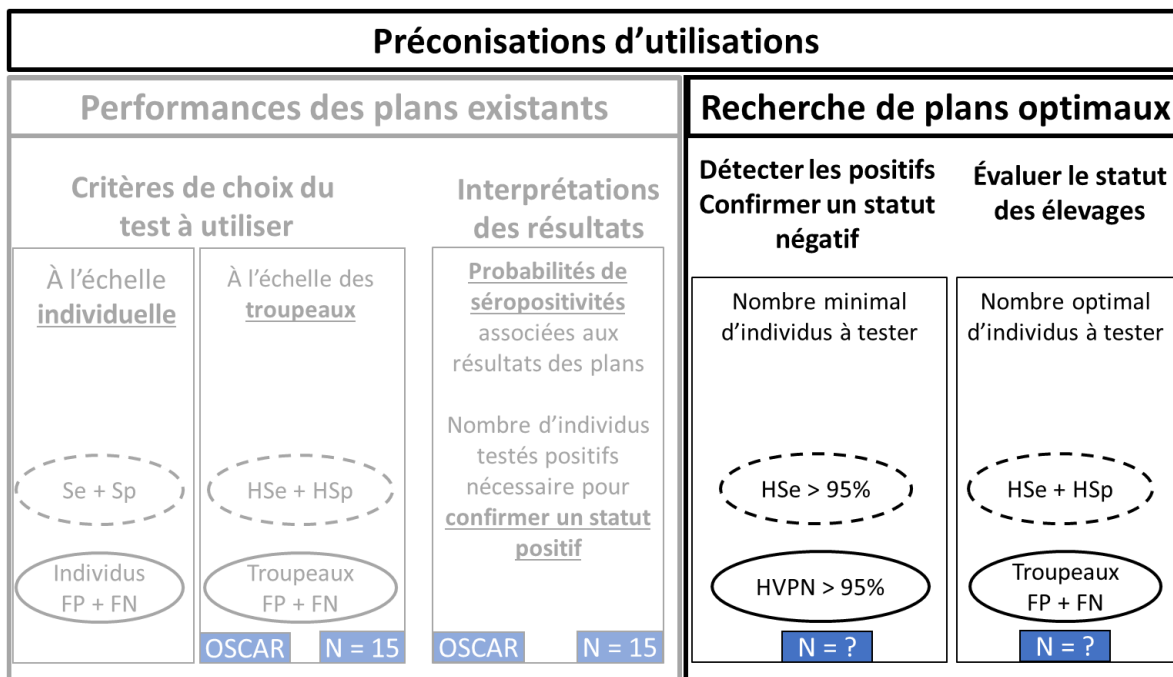 Préconisations d'utilisations
Performances des plans existants
Critères de choix du
test à utiliser
À l'échelle
individuelle
Se + Sp
Individus
FP + FN
À l'échelle des
troupeaux
HSe + HSp
Troupeaux
FP + FN
OSCAR
N = 15
Interprétations
des résultats
Probabilités de
séropositivités
associées aux
résultats des plans
Nombre d'individus
testés positifs
nécessaire pour
confirmer un statut
positif
OSCAR
N = 15
Recherche de plans optimaux
Détecter les positifs
Confirmer un statut
négatif
Nombre minimal
d'individus à tester
HSe > 95%
HVPN > 95%
N = ?
Évaluer le statut
des élevages
Nombre optimal
d'individus à tester
HSe + HSp
Troupeaux
FP + FN
N = ?